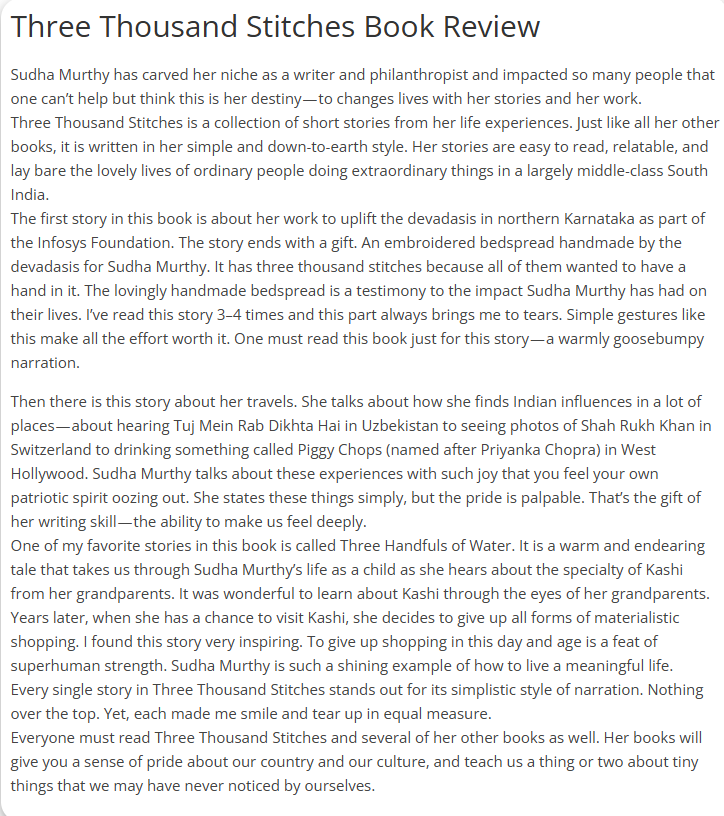 Three Thousand Stitches Book Review
Sudha Murthy has carved her niche as a writer and philanthropist and impacted so many people that
one can’t help but think this is her destiny—to changes lives with her stories and her work.
Three Thousand Stitches is a collection of short stories from her life experiences. Just like all her other
books, it is written in her simple and down-to-earth style. Her stories are easy to read, relatable, and
lay bare the lovely lives of ordinary people doing extraordinary things in a largely middle-class South
India.
The first story in this book is about her work to uplift the devadasis in northern Karnataka as part of
the Infosys Foundation. The story ends with a gift. An embroidered bedspread handmade by the
devadasis for Sudha Murthy. It has three thousand stitches because all of them wanted to have a
hand in it. The lovingly handmade bedspread is a testimony to the impact Sudha Murthy has had on
their lives. I’ve read this story 3–4 times and this part always brings me to tears. Simple gestures like
this make all the effort worth it. One must read this book just for this story—a warmly goosebumpy
narration.
Then there is this story about her travels. She talks about how she finds Indian influences in a lot of
places—about hearing Tuj Mein Rab Dikhta Hai in Uzbekistan to seeing photos of Shah Rukh Khan in
Switzerland to drinking something called Piggy Chops (named after Priyanka Chopra) in West
Hollywood. Sudha Murthy talks about these experiences with such joy that you feel your own
patriotic spirit oozing out. She states these things simply, but the pride is palpable. That’s the gift of
her writing skill—the ability to make us feel deeply.
One of my favorite stories in this book is called Three Handfuls of Water. It is a warm and endearing
tale that takes us through Sudha Murthy’s life as a child as she hears about the specialty of Kashi
from her grandparents. It was wonderful to learn about Kashi through the eyes of her grandparents.
Years later, when she has a chance to visit Kashi, she decides to give up all forms of materialistic
shopping. I found this story very inspiring. To give up shopping in this day and age is a feat of
superhuman strength. Sudha Murthy is such a shining example of how to live a meaningful life.
Every single story in Three Thousand Stitches stands out for its simplistic style of narration. Nothing
over the top. Yet, each made me smile and tear up in equal measure.
Everyone must read Three Thousand Stitches and several of her other books as well. Her books will
give you a sense of pride about our country and our culture, and teach us a thing or two about tiny
things that we may have never noticed by ourselves.